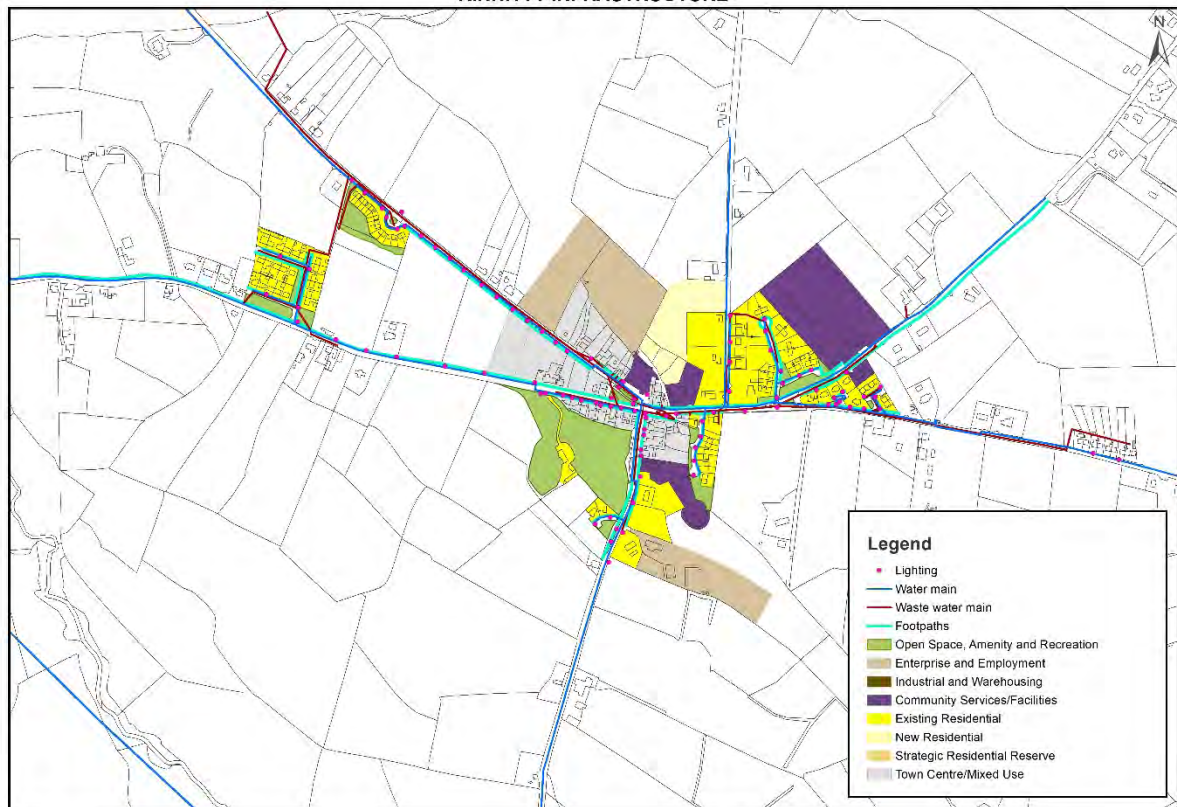 N
Legend
Lighting
Water main
Waste water main
Footpaths
Open Space, Amenity and Recreation
Enterprise and Employment
Industrial and Warehousing
Community Services/Facilities
Existing Residential
New Residential
Strategic Residential Reserve
Town Centre/Mixed Use